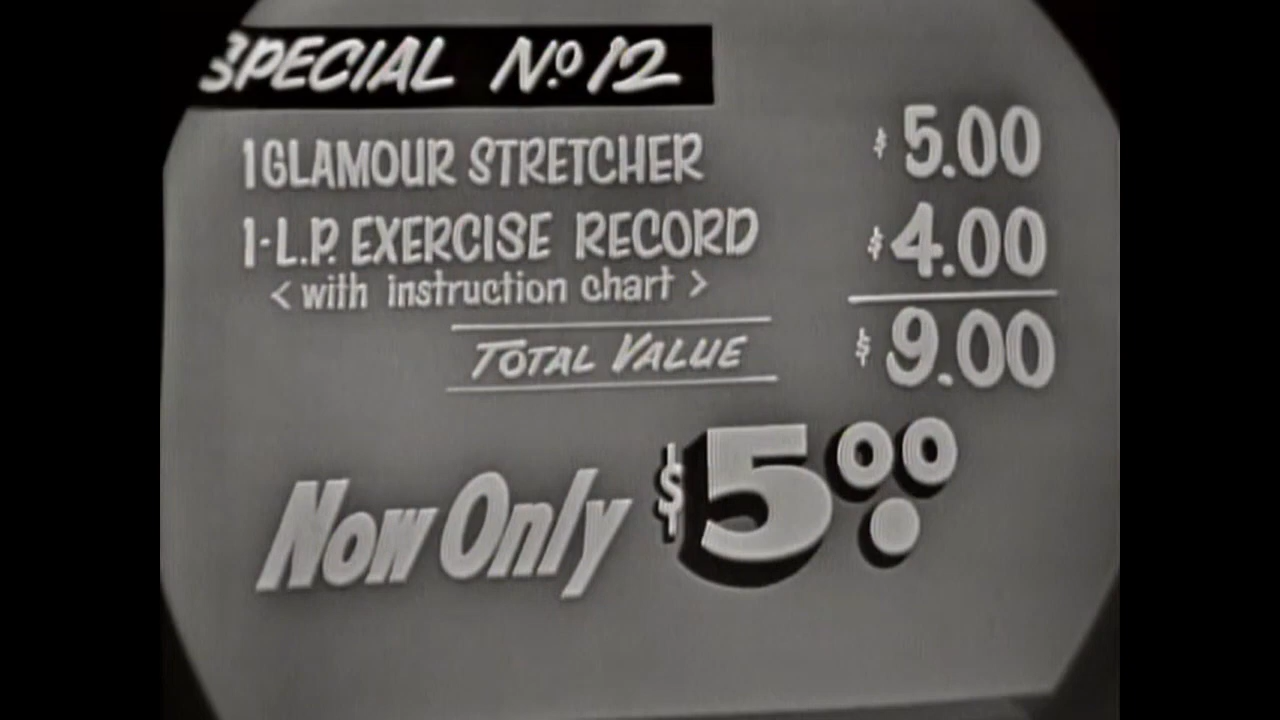 SPECIAL No. 12
1 GLAMOUR STRETCHER $5.00
1-L.P. EXERCISE RECORD $4.00
< with instruction chart >
TOTAL VALUE $9.00
Now Only $5.00